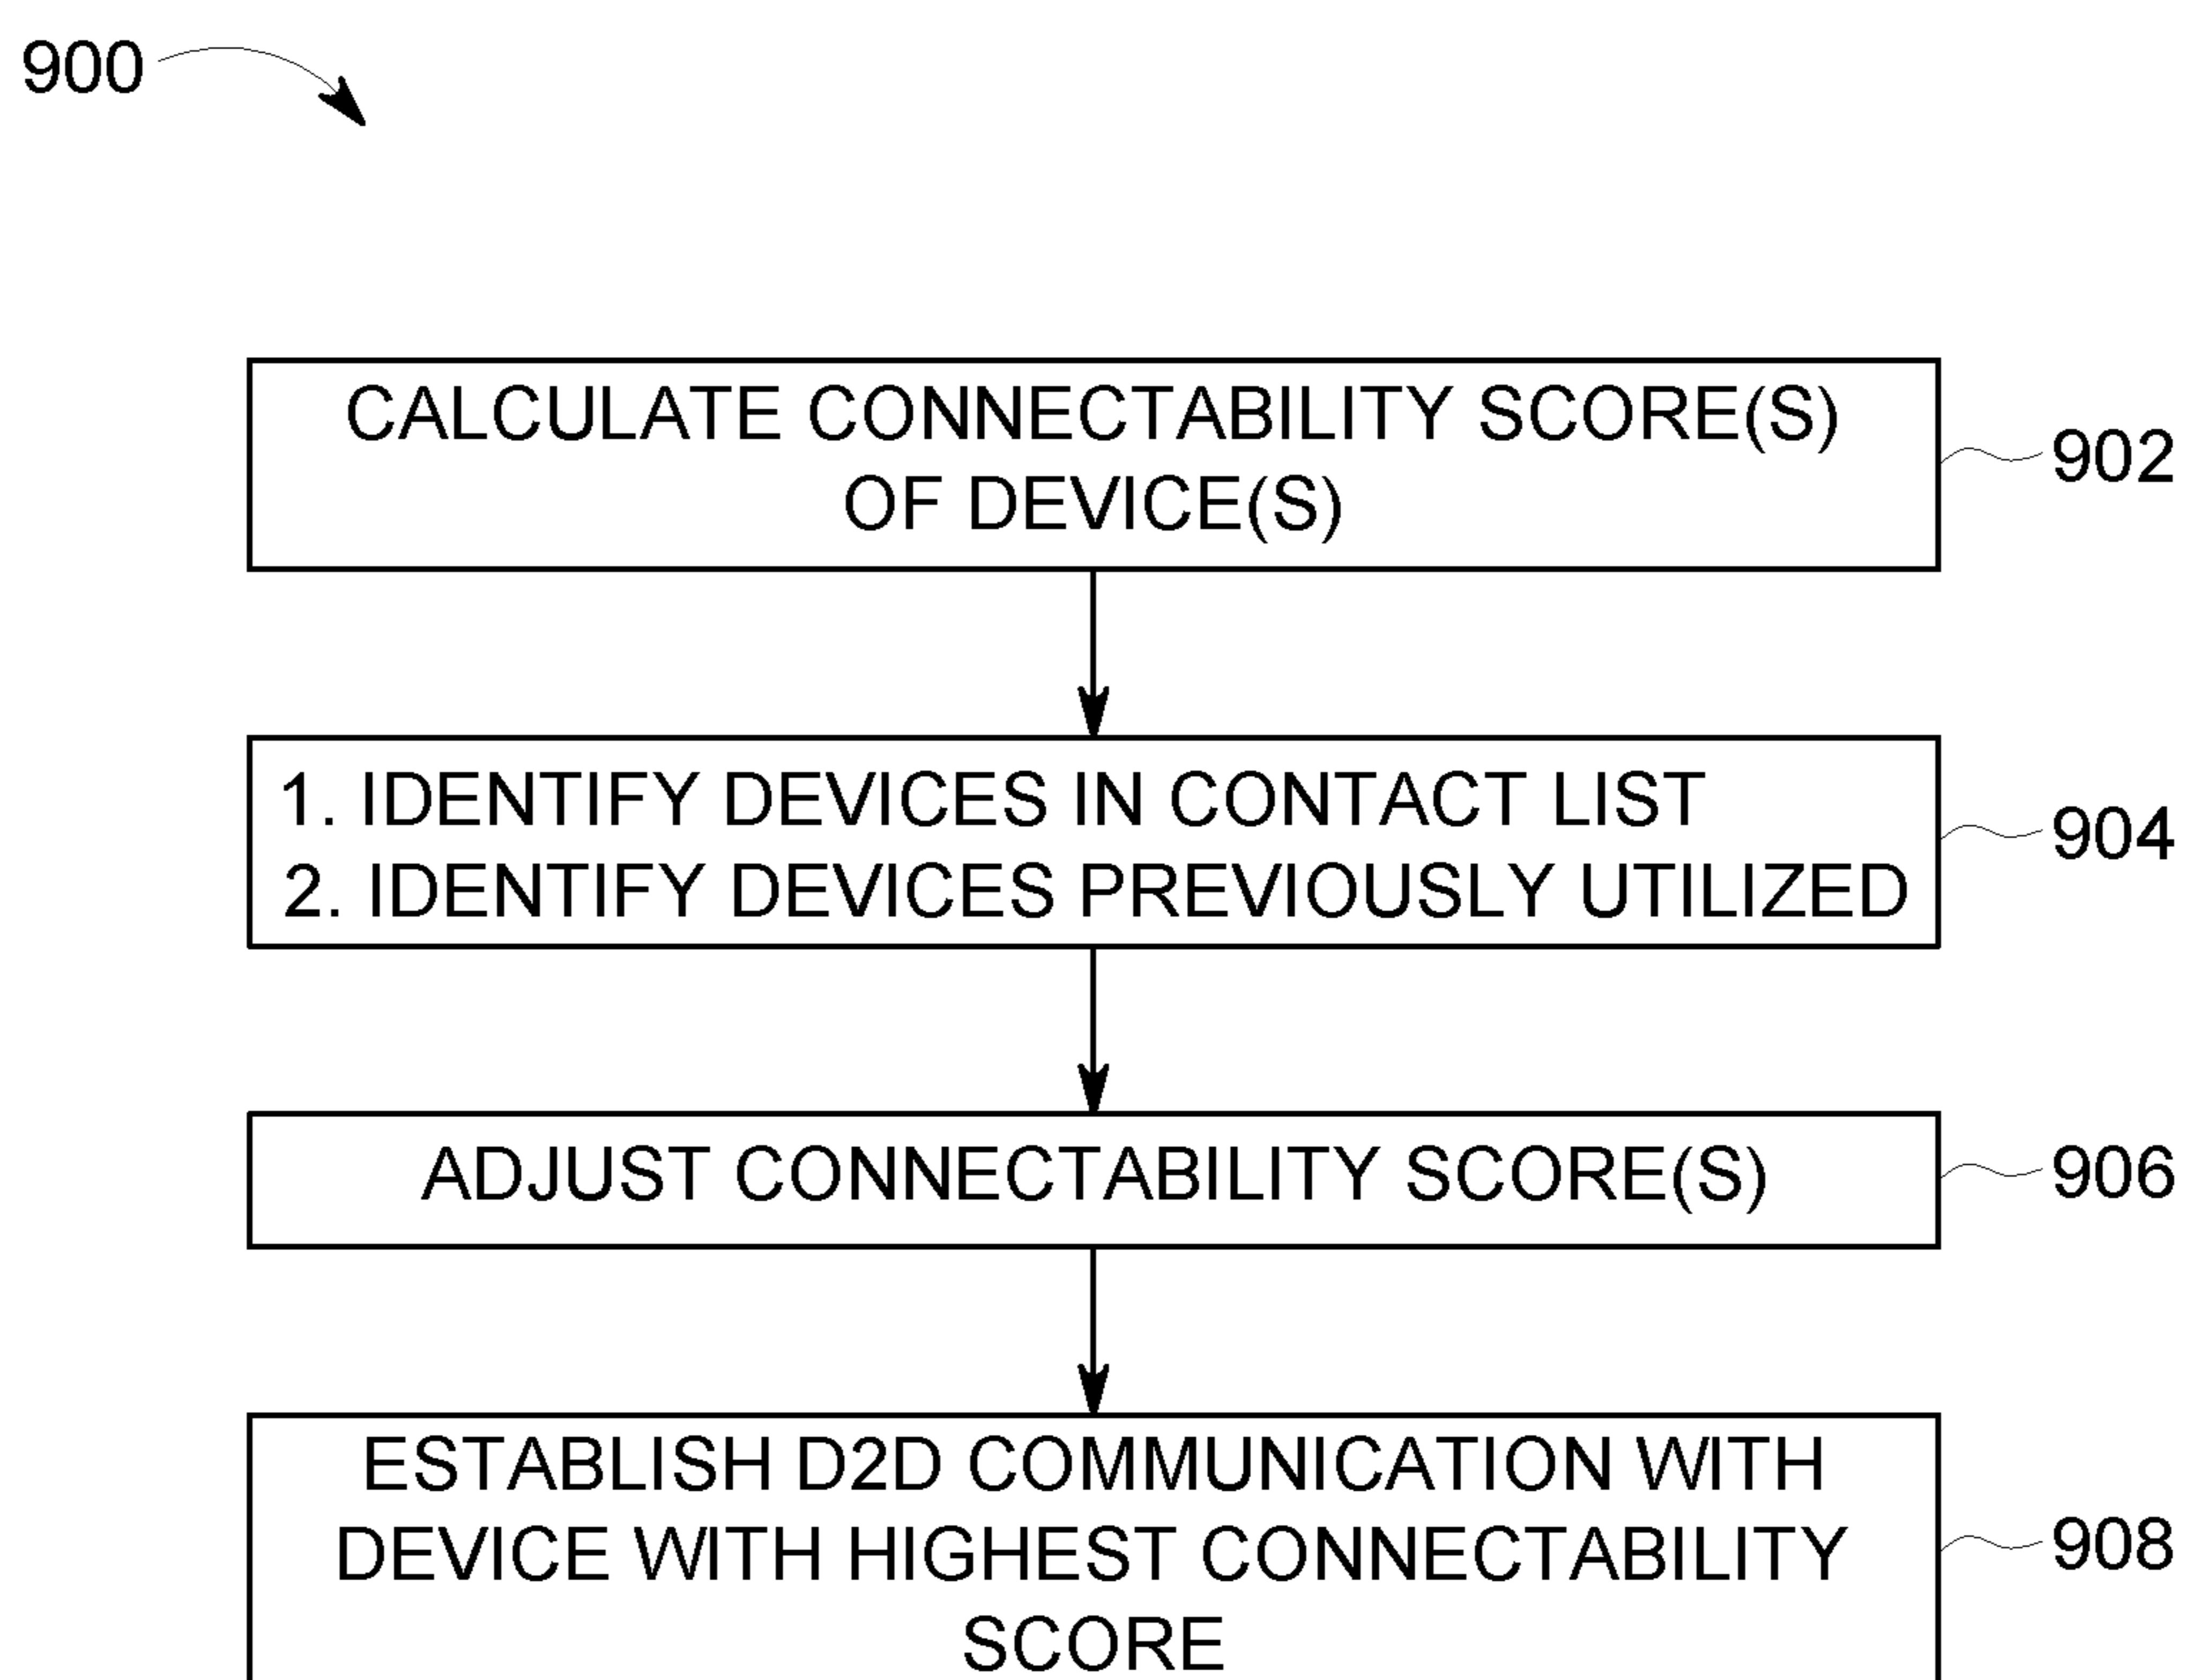 900
CALCULATE CONNECTABILITY SCORE(S)
OF DEVICE(S)
902
1. IDENTIFY DEVICES IN CONTACT LIST
2. IDENTIFY DEVICES PREVIOUSLY UTILIZED
904
ADJUST CONNECTABILITY SCORE(S)
906
ESTABLISH D2D COMMUNICATION WITH
DEVICE WITH HIGHEST CONNECTABILITY
SCORE
908